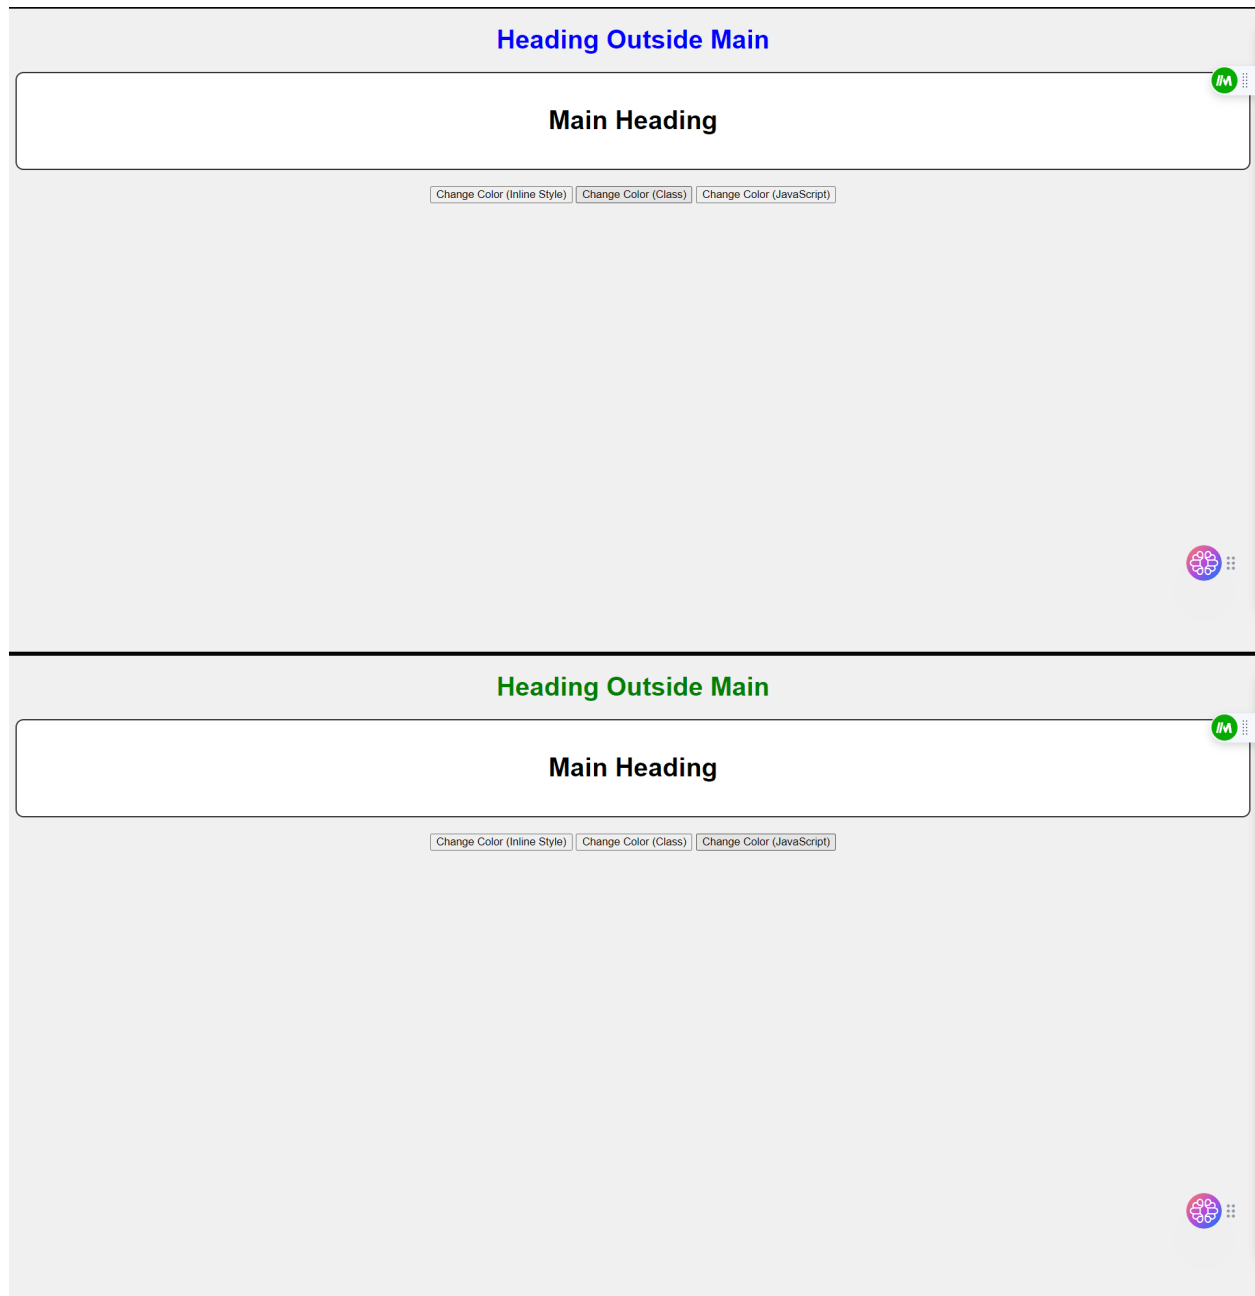 Heading Outside Main
Main Heading
Change Color (Inline Style) Change Color (Class) Change Color (JavaScript)
Heading Outside Main
Main Heading
Change Color (Inline Style) Change Color (Class) Change Color (JavaScript)